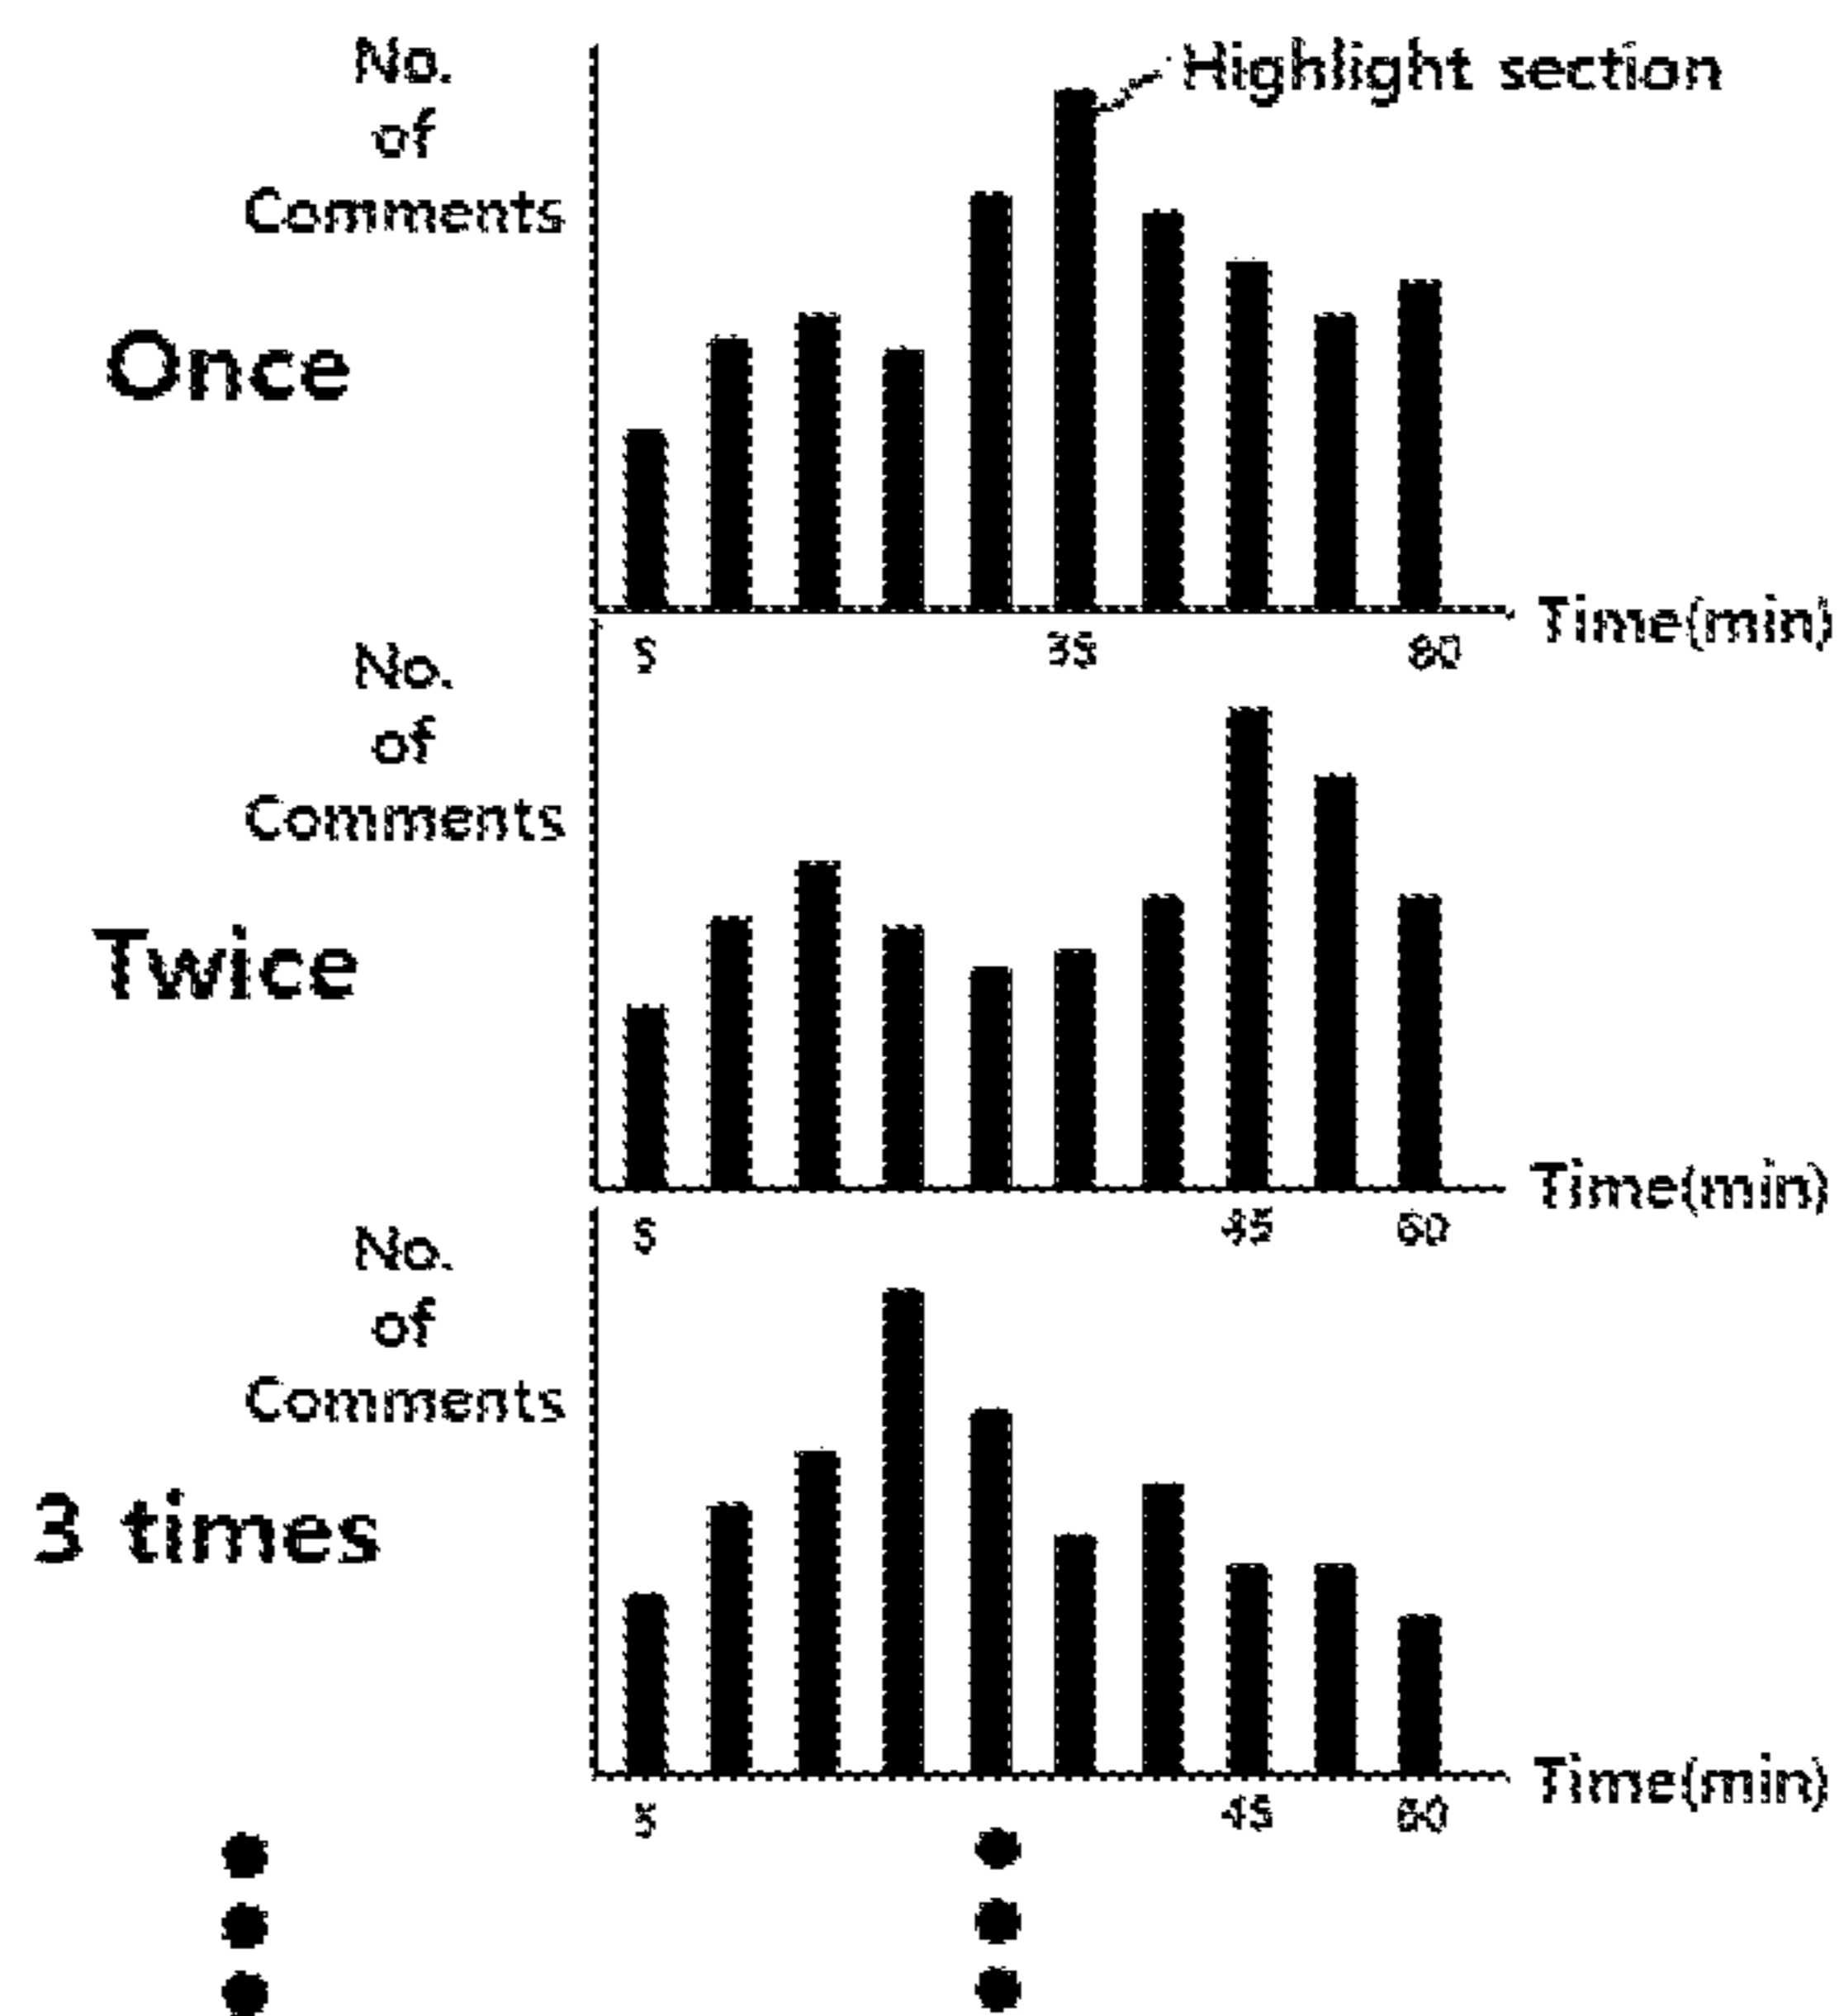 No.
of
Comments
Highlight section
Once
Time(min)
5
35
60
No.
of
Comments
Twice
Time(min)
5
45
60
No.
of
Comments
3 times
Time(min)
5
45
60